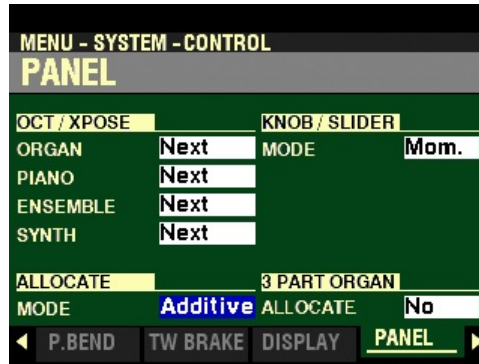 MENU - SYSTEM - CONTROL
PANEL
OCT / XPOSE
ORGAN Next
PIANO Next
ENSEMBLE Next
SYNTH Next
KNOB / SLIDER
MODE Mom.
ALLOCATE
MODE Additive
3 PART ORGAN
ALLOCATE No
P.BEND TW BRAKE DISPLAY PANEL